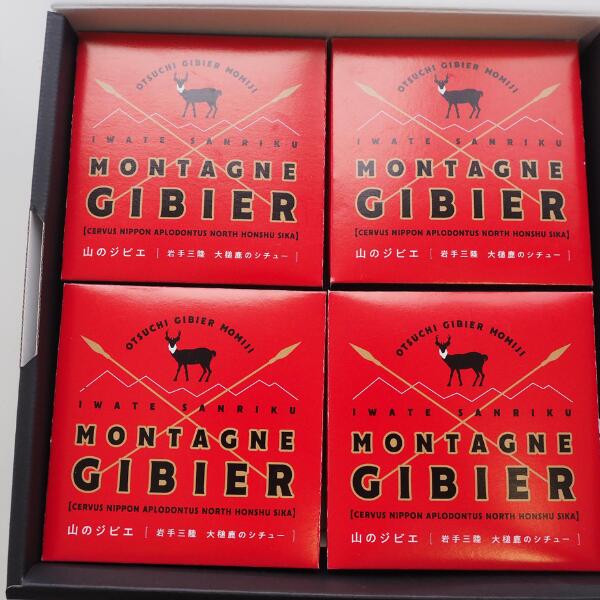 OTSUCHI GIBIER MOMIJI
IWATE SANRIKU
MONTAGNE
GIBIER
[CERVUS NIPPON APLODONTUS NORTH HONSHU SIKA]
山のジビエ [ 岩手三陸 大槌鹿のシチュー ]
OTSUCHI GIBIER MOMIJI
IWATE SANRIKU
MONTAGNE
GIBIER
[CERVUS NIPPON APLODONTUS NORTH HONSHU SIKA]
山のジビエ [ 岩手三陸 大槌鹿のシチュー ]
OTSUCHI GIBIER MOMIJI
IWATE SANRIKU
MONTAGNE
GIBIER
[CERVUS NIPPON APLODONTUS NORTH HONSHU SIKA]
山のジビエ [ 岩手三陸 大槌鹿のシチュー ]
OTSUCHI GIBIER MOMIJI
IWATE SANRIKU
MONTAGNE
GIBIER
[CERVUS NIPPON APLODONTUS NORTH HONSHU SIKA]
山のジビエ [ 岩手三陸 大槌鹿のシチュー ]